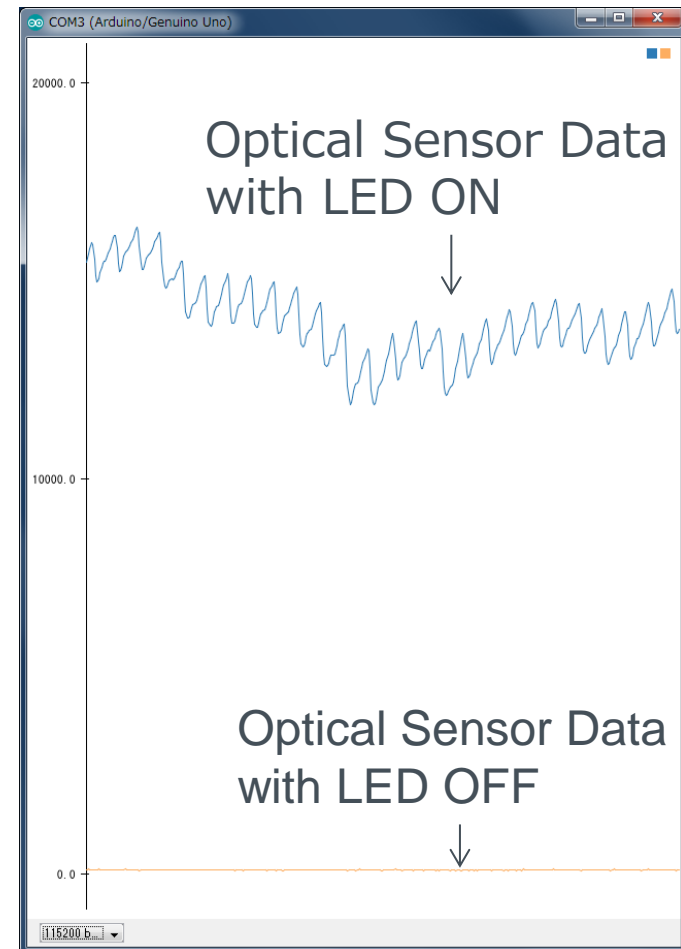 COM3 (Arduino/Genuino Uno)
20000.0
Optical Sensor Data
with LED ON
10000.0
Optical Sensor Data
with LED OFF
0.0
115200 b...